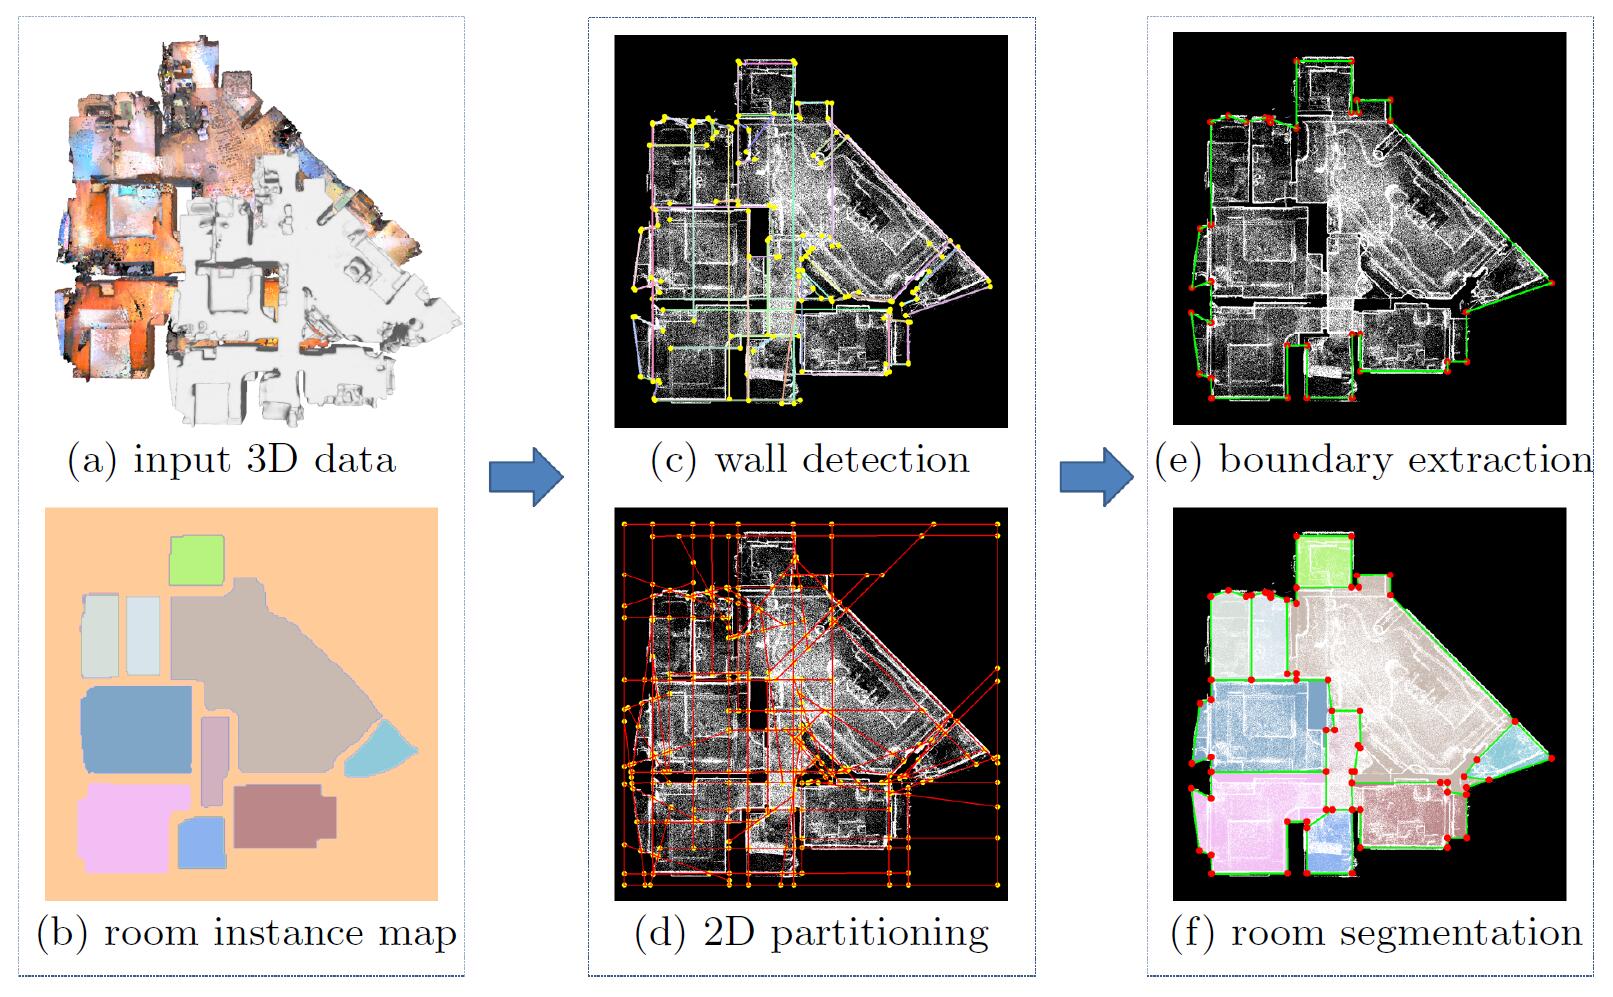 (a) input 3D data
(b) room instance map
(c) wall detection
(d) 2D partitioning
(e) boundary extraction
(f) room segmentation